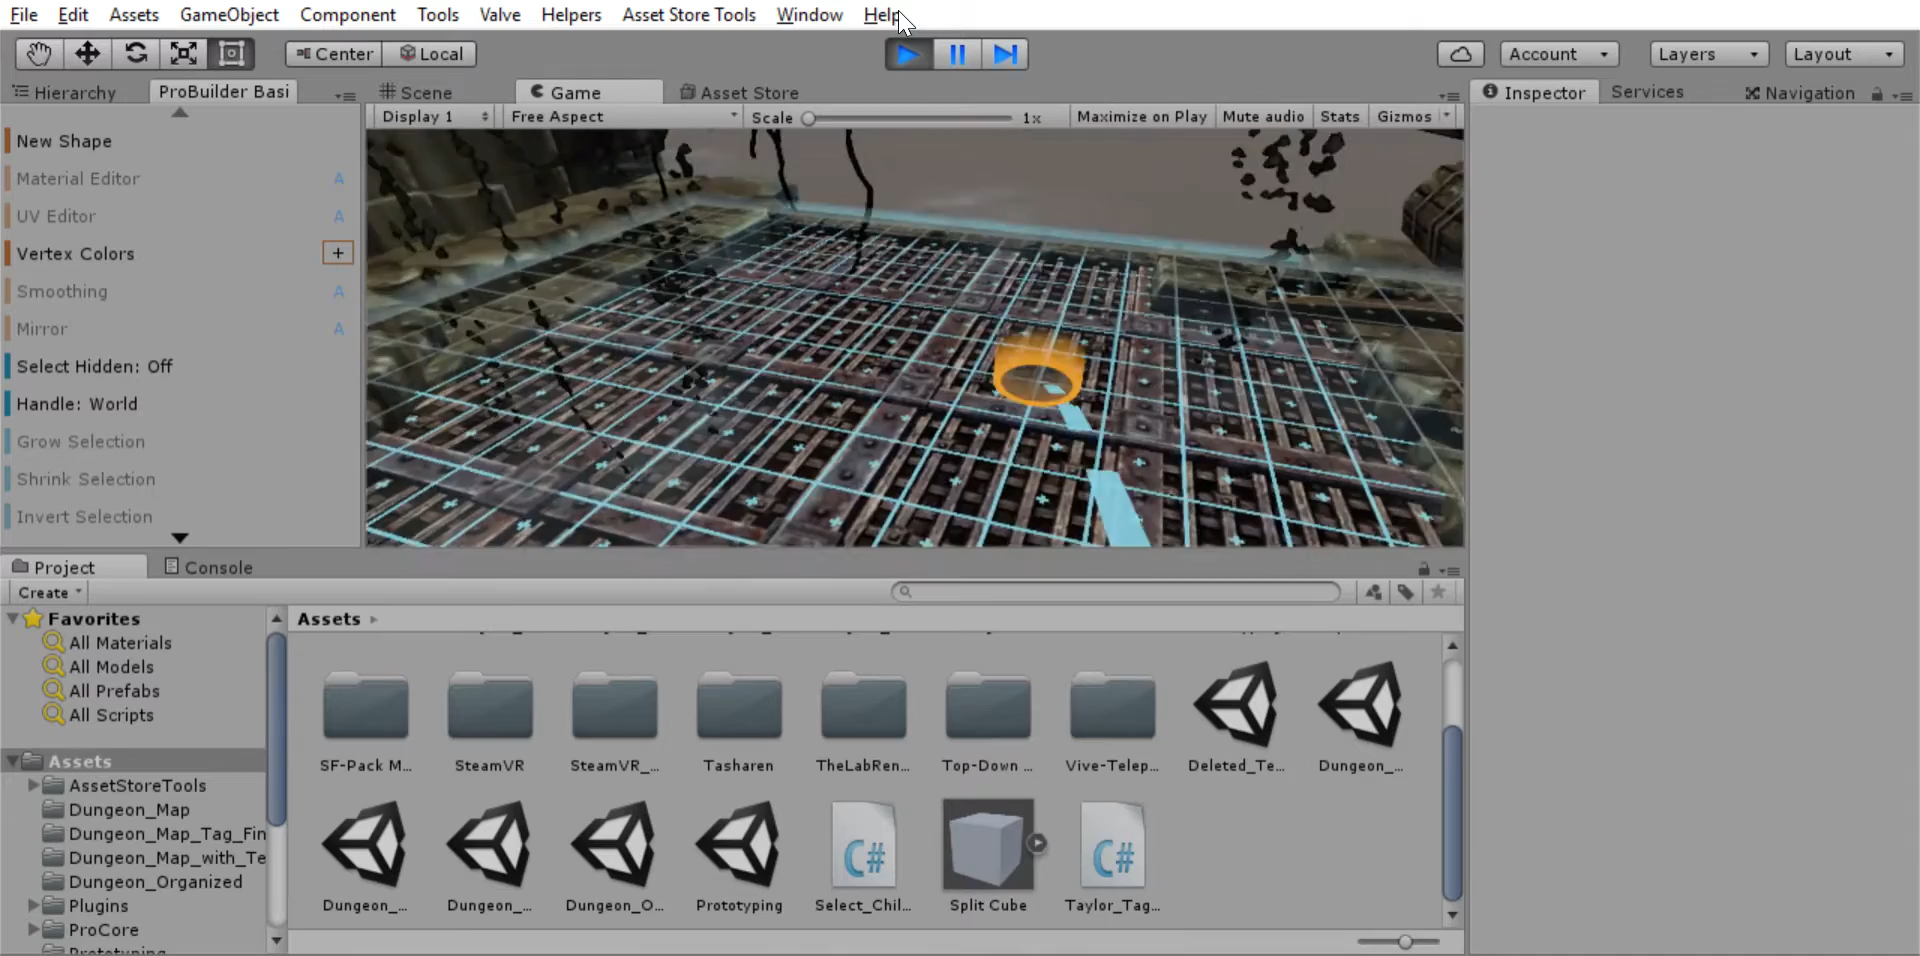 File Edit Assets GameObject Component Tools Valve Helpers Asset Store Tools Window Help
Center Local Account Layers Layout
Hierarchy ProBuilder Basi Scene Game Asset Store Inspector Services Navigation
Display 1 Free Aspect Scale 1x Maximize on Play Mute audio Stats Gizmos
New Shape
Material Editor A
UV Editor A
Vertex Colors +
Smoothing A
Mirror A
Select Hidden: Off
Handle: World
Grow Selection
Shrink Selection
Invert Selection
Project Console
Create
Favorites
All Materials
All Models
All Prefabs
All Scripts
Assets
AssetStoreTools
Dungeon_Map
Dungeon_Map_Tag_Fin
Dungeon_Map_with_Te
Dungeon_Organized
Plugins
ProCore
Prototyping
Assets
SF-Pack M... SteamVR SteamVR_... Tasharen TheLabRen... Top-Down ... Vive-Telep... Deleted_Te... Dungeon_...
C# C#
Dungeon_... Dungeon_... Dungeon_O... Prototyping Select_Chil... Split Cube Taylor_Tag...